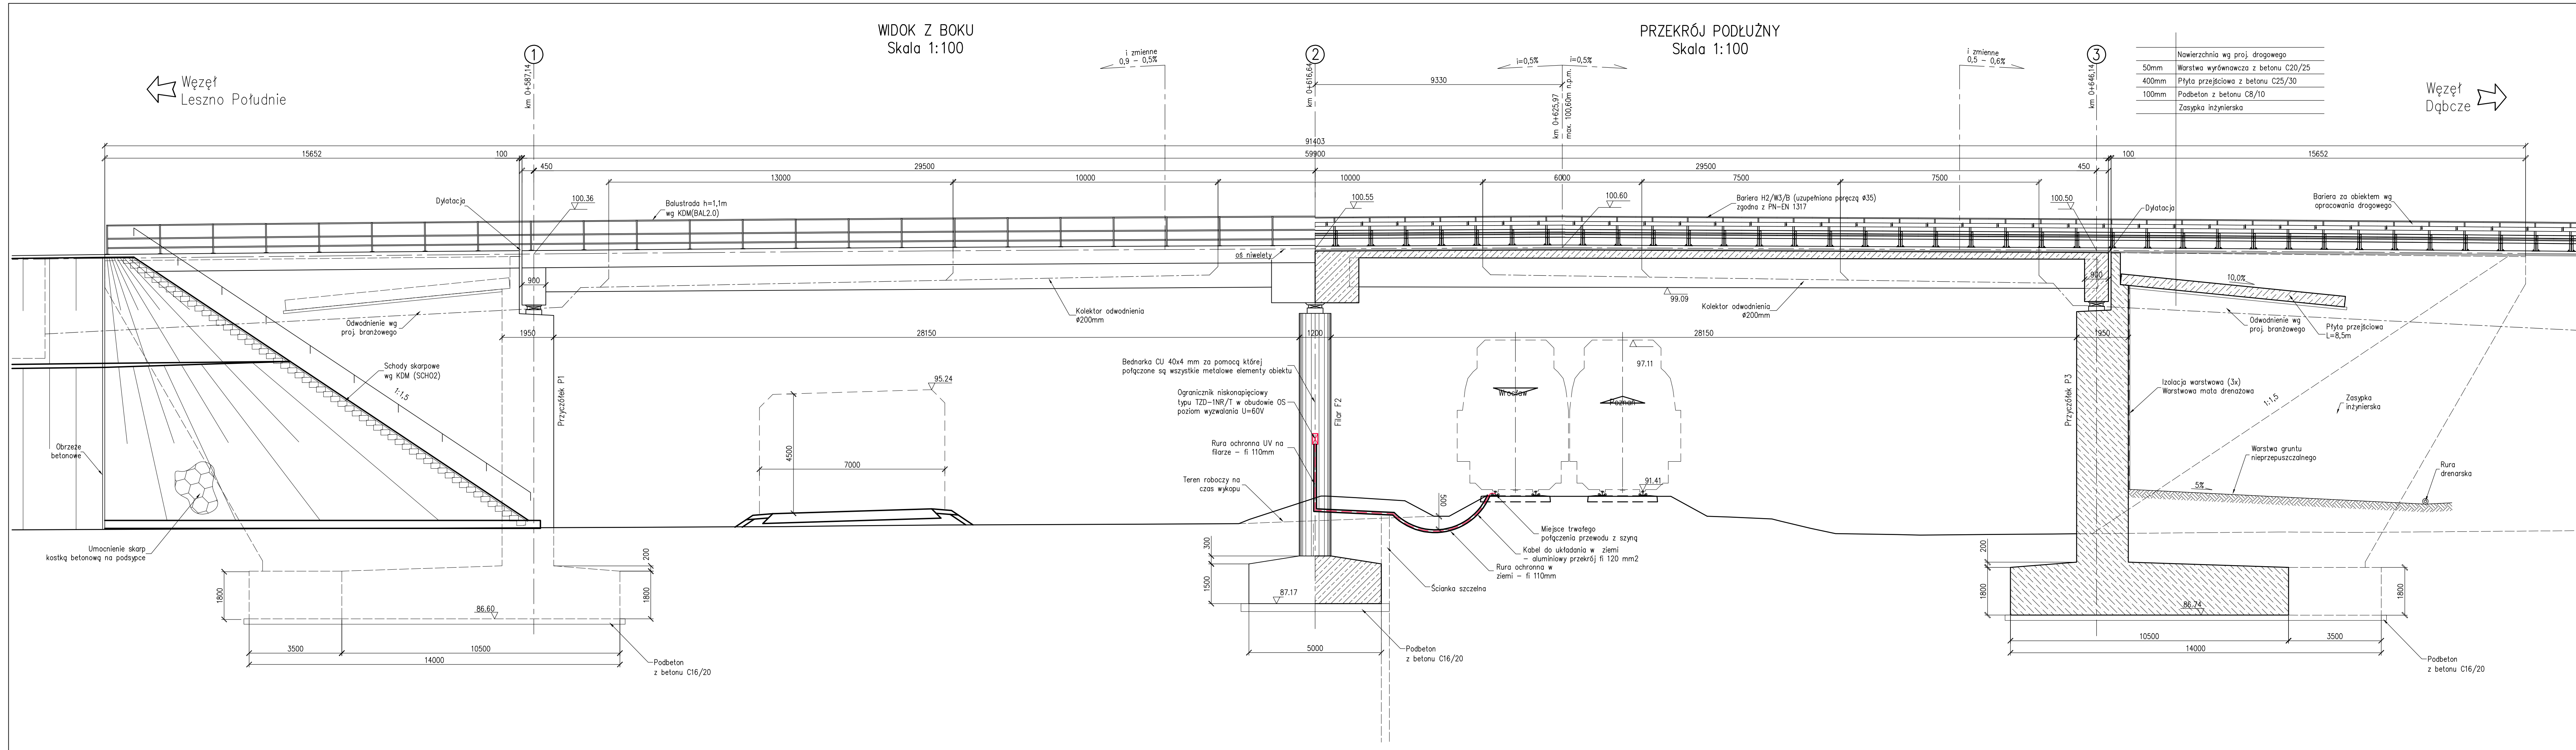 WIDOK Z BOKU
Skala 1:100
PRZEKRÓJ PODŁUŻNY
Skala 1:100
Węzeł
Leszno Południe
Węzeł
Dąbcze
1
2
3
km 0+587,14
km 0+616,64
km 0+625,97
max. 100,60m n.p.m.
km 0+646,14
i zmienne
0,9 - 0,5%
i=0,5%
i=0,5%
i zmienne
0,5 - 0,6%
9330
Nawierzchnia wg proj. drogowego
50mm Warstwa wyrównawcza z betonu C20/25
400mm Płyta przejściowa z betonu C25/30
100mm Podbeton z betonu C8/10
Zasypka inżynierska
91403
15652
100
59900
100
15652
450
29500
29500
450
13000
10000
10000
6000
7500
7500
Dylatacja
100.36
Balustrada h=1,1m
wg KDM(BAL2.0)
100.55
100.60
Bariera H2/W3/B (uzupełniona poręczą ø35)
zgodna z PN-EN 1317
100.50
Dylatacja
Bariera za obiektem wg
opracowania drogowego
oś niwelety
900
900
10,0%
99.09
Kolektor odwodnienia
ø200mm
Kolektor odwodnienia
ø200mm
Odwodnienie wg
proj. branżowego
Odwodnienie wg
proj. branżowego
Płyta przejściowa
L=8,5m
1950
28150
1200
28150
1950
Schody skarpowe
wg KDM (SCH02)
1:1,5
Przyczółek P1
95.24
4500
7000
Bednarka CU 40x4 mm za pomocą której
połączone są wszystkie metalowe elementy obiektu
Ogranicznik niskonapięciowy
typu TZD-1NR/T w obudowie OS
poziom wyzwalania U=60V
Filar F2
Rura ochronna UV na
filarze - fi 110mm
Teren roboczy na
czas wykopu
Wrocław
Poznań
97.11
91.41
500
Przyczółek P3
Izolacja warstwowa (3x)
Warstwowa mata drenażowa
1:1,5
Zasypka
inżynierska
Warstwa gruntu
nieprzepuszczalnego
Rura
drenarska
5%
Obrzeże
betonowe
Umocnienie skarp
kostką betonową na podsypce
Miejsce trwałego
połączenia przewodu z szyną
Kabel do układania w ziemi
- aluminiowy przekrój fi 120 mm2
Rura ochronna w
ziemi - fi 110mm
Ścianka szczelna
200
1800
1800
86.60
3500
10500
14000
Podbeton
z betonu C16/20
300
1500
87.17
5000
Podbeton
z betonu C16/20
200
1800
1800
86.74
10500
3500
14000
Podbeton
z betonu C16/20